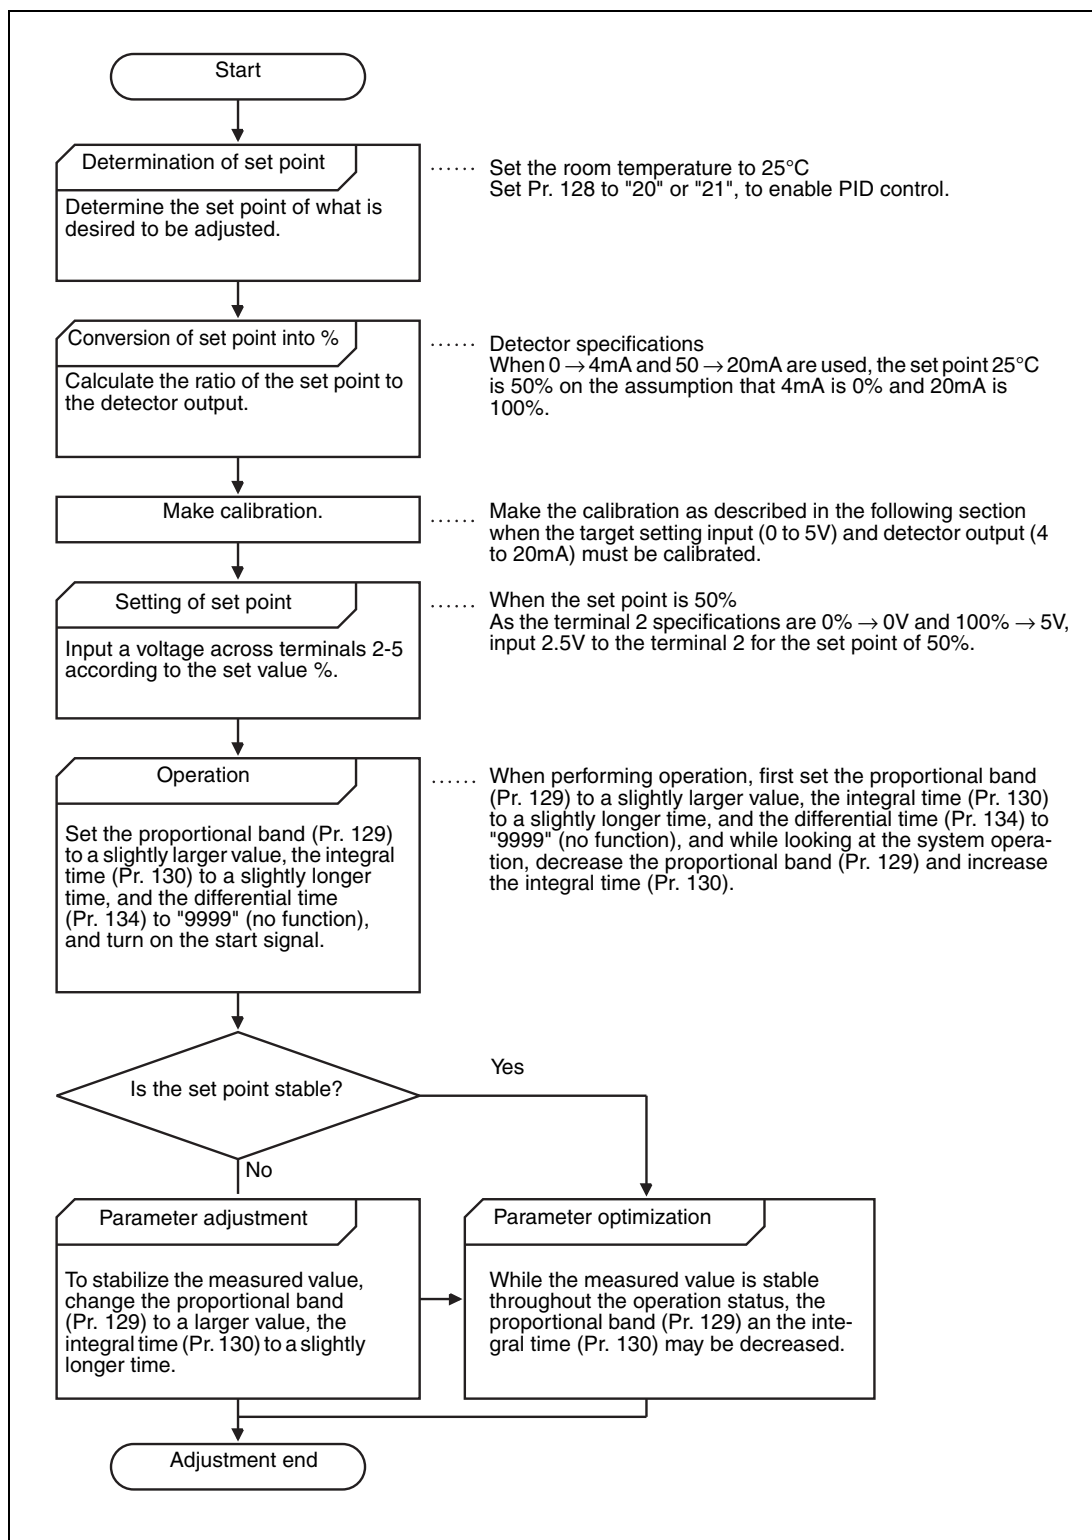 Start
Determination of set point
Determine the set point of what is
desired to be adjusted.
...... Set the room temperature to 25°C
Set Pr. 128 to "20" or "21", to enable PID control.
Conversion of set point into %
Calculate the ratio of the set point to
the detector output.
...... Detector specifications
When 0 → 4mA and 50 → 20mA are used, the set point 25°C
is 50% on the assumption that 4mA is 0% and 20mA is
100%.
Make calibration.
...... Make the calibration as described in the following section
when the target setting input (0 to 5V) and detector output (4
to 20mA) must be calibrated.
Setting of set point
Input a voltage across terminals 2-5
according to the set value %.
...... When the set point is 50%
As the terminal 2 specifications are 0% → 0V and 100% → 5V,
input 2.5V to the terminal 2 for the set point of 50%.
Operation
Set the proportional band (Pr. 129)
to a slightly larger value, the integral
time (Pr. 130) to a slightly longer
time, and the differential time
(Pr. 134) to "9999" (no function),
and turn on the start signal.
...... When performing operation, first set the proportional band
(Pr. 129) to a slightly larger value, the integral time (Pr. 130)
to a slightly longer time, and the differential time (Pr. 134) to
"9999" (no function), and while looking at the system opera-
tion, decrease the proportional band (Pr. 129) and increase
the integral time (Pr. 130).
Is the set point stable?
Yes
No
Parameter adjustment
To stabilize the measured value,
change the proportional band
(Pr. 129) to a larger value, the
integral time (Pr. 130) to a slightly
longer time.
Parameter optimization
While the measured value is stable
throughout the operation status, the
proportional band (Pr. 129) an the inte-
gral time (Pr. 130) may be decreased.
Adjustment end